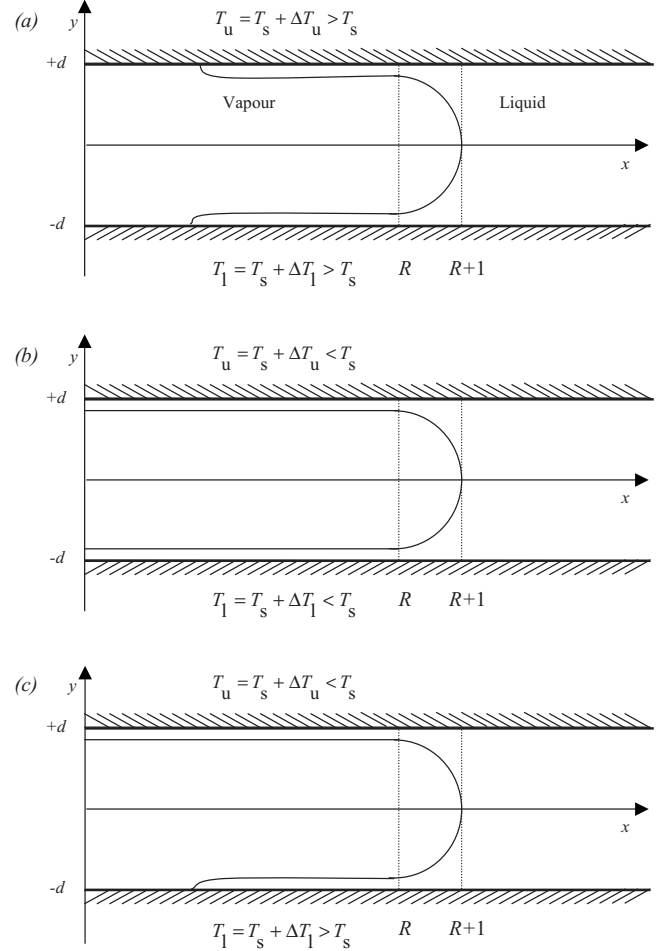 (a) y T_u = T_s + ΔT_u > T_s
+d
Vapour Liquid
x
-d
T_l = T_s + ΔT_l > T_s R R+1
(b) y T_u = T_s + ΔT_u < T_s
+d
x
-d
T_l = T_s + ΔT_l < T_s R R+1
(c) y T_u = T_s + ΔT_u < T_s
+d
x
-d
T_l = T_s + ΔT_l > T_s R R+1